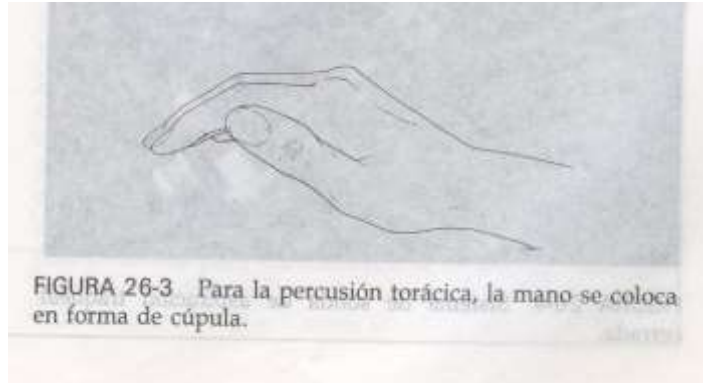 FIGURA 26-3 Para la percusión torácica, la mano se coloca
en forma de cúpula.